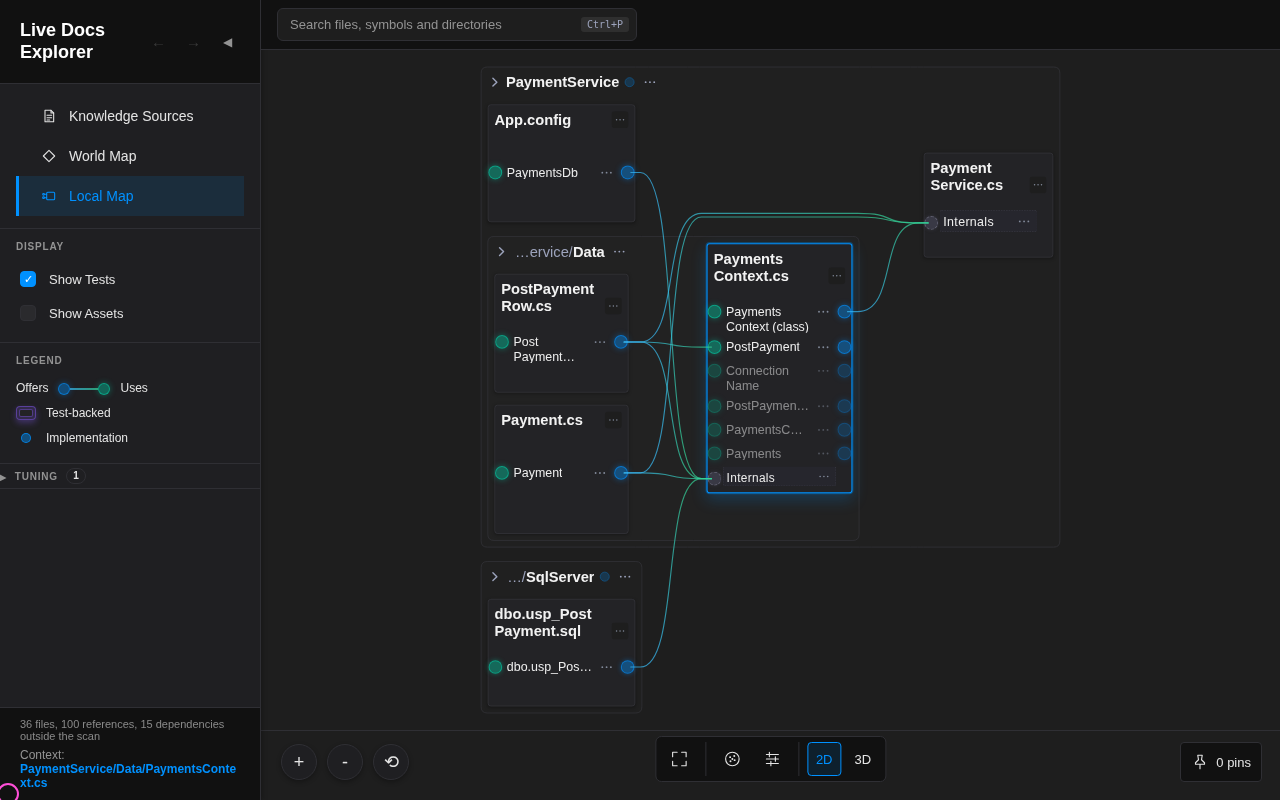 Live Docs
Explorer
Search files, symbols and directories
Ctrl+P
Knowledge Sources
World Map
Local Map
DISPLAY
Show Tests
Show Assets
LEGEND
Offers
Uses
Test-backed
Implementation
TUNING
1
36 files, 100 references, 15 dependencies
outside the scan
Context:
PaymentService/Data/PaymentsConte
xt.cs
PaymentService
App.config
PaymentsDb
…ervice/Data
PostPayment
Row.cs
Post
Payment…
Payment.cs
Payment
Payments
Context.cs
Payments
Context (class)
PostPayment
Connection
Name
PostPaymen…
PaymentsC…
Payments
Internals
Payment
Service.cs
Internals
…/SqlServer
dbo.usp_Post
Payment.sql
dbo.usp_Pos…
+
-
2D
3D
0 pins